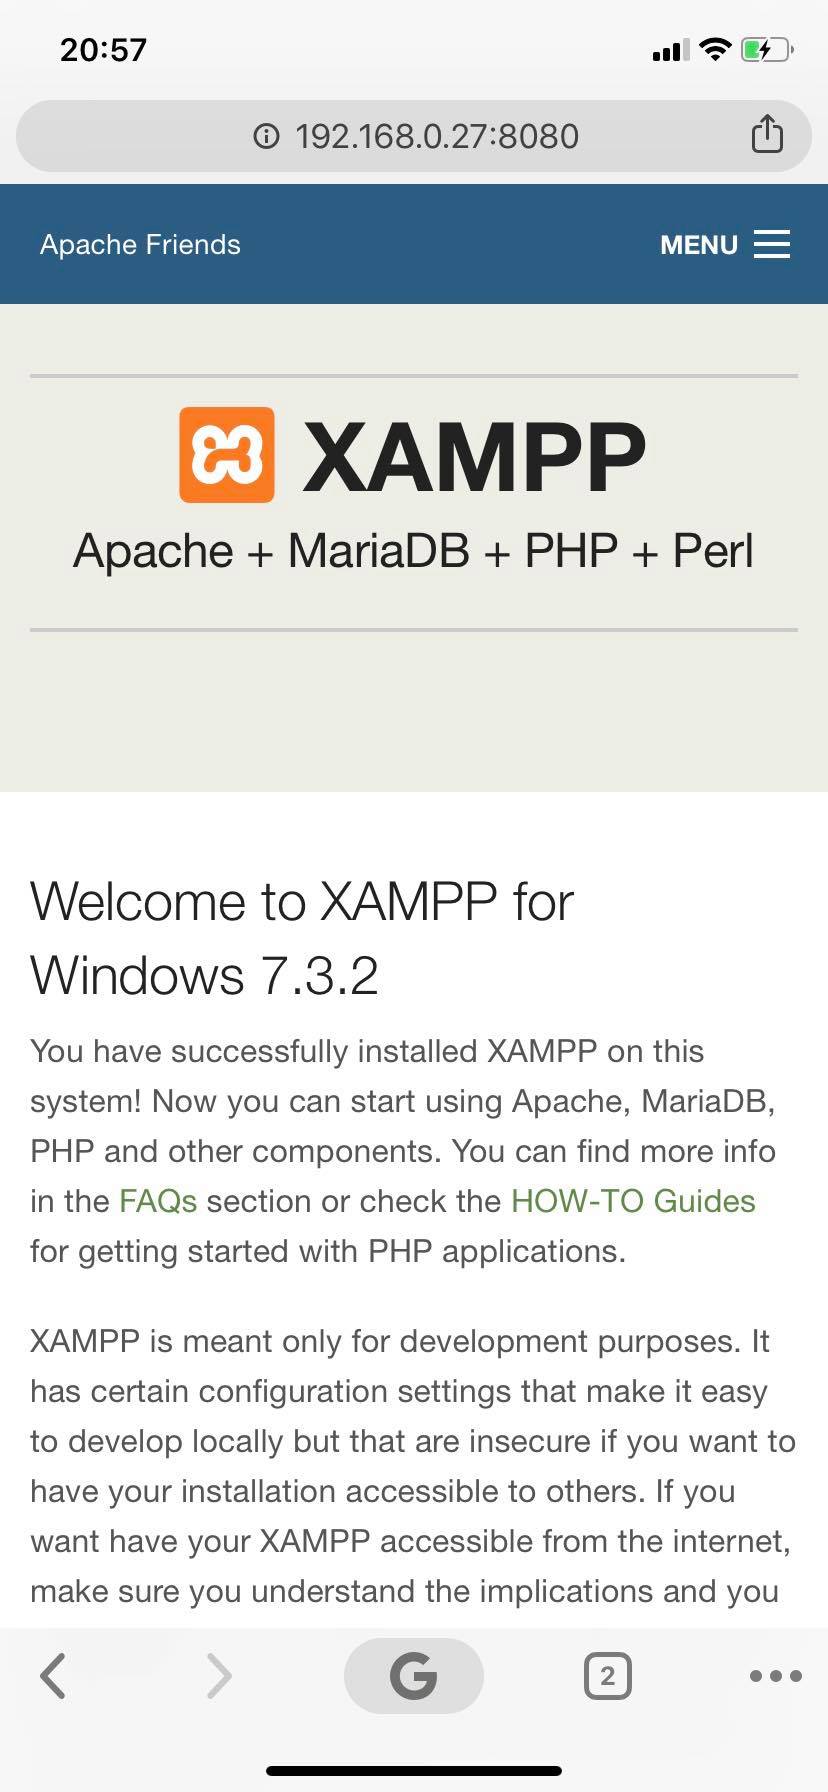 20:57
192.168.0.27:8080
Apache Friends MENU
XAMPP
Apache + MariaDB + PHP + Perl
Welcome to XAMPP for
Windows 7.3.2
You have successfully installed XAMPP on this
system! Now you can start using Apache, MariaDB,
PHP and other components. You can find more info
in the FAQs section or check the HOW-TO Guides
for getting started with PHP applications.
XAMPP is meant only for development purposes. It
has certain configuration settings that make it easy
to develop locally but that are insecure if you want to
have your installation accessible to others. If you
want have your XAMPP accessible from the internet,
make sure you understand the implications and you
G 2